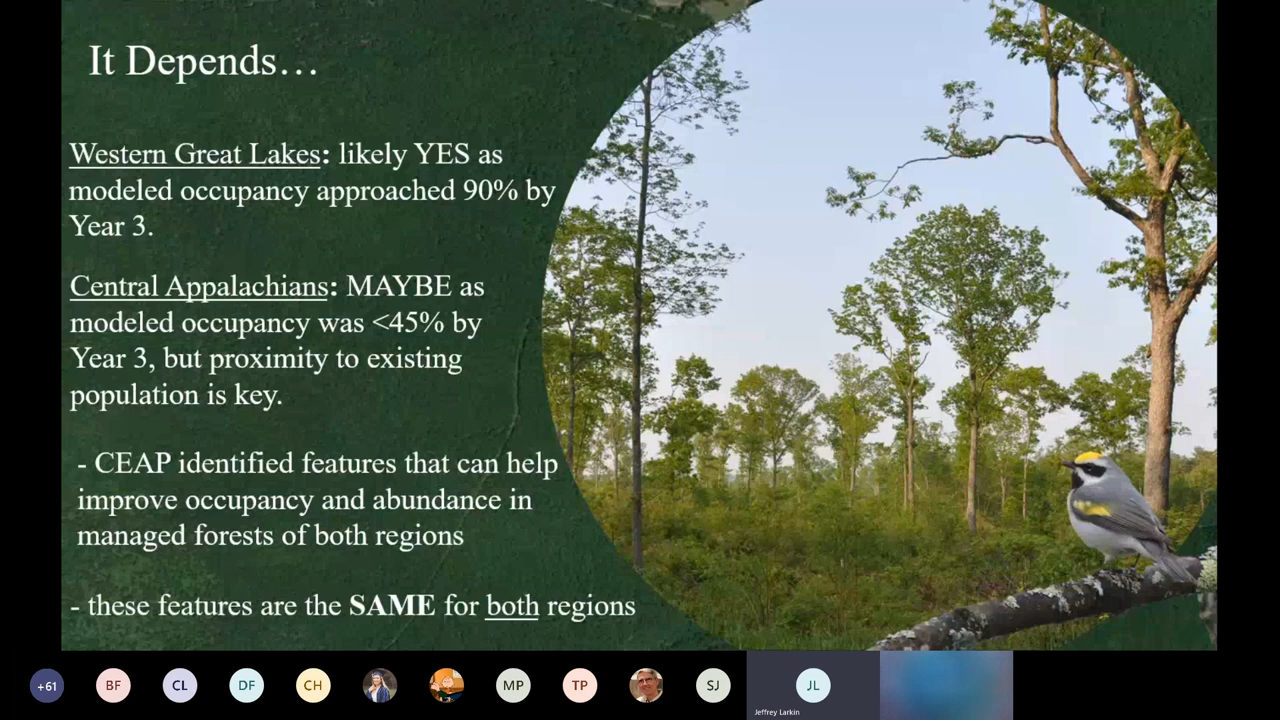 It Depends…
Western Great Lakes: likely YES as
modeled occupancy approached 90% by
Year 3.
Central Appalachians: MAYBE as
modeled occupancy was <45% by
Year 3, but proximity to existing
population is key.
- CEAP identified features that can help
improve occupancy and abundance in
managed forests of both regions
- these features are the SAME for both regions
+61
BF
CL
DF
CH
MP
TP
SJ
JL
Jeffrey Larkin